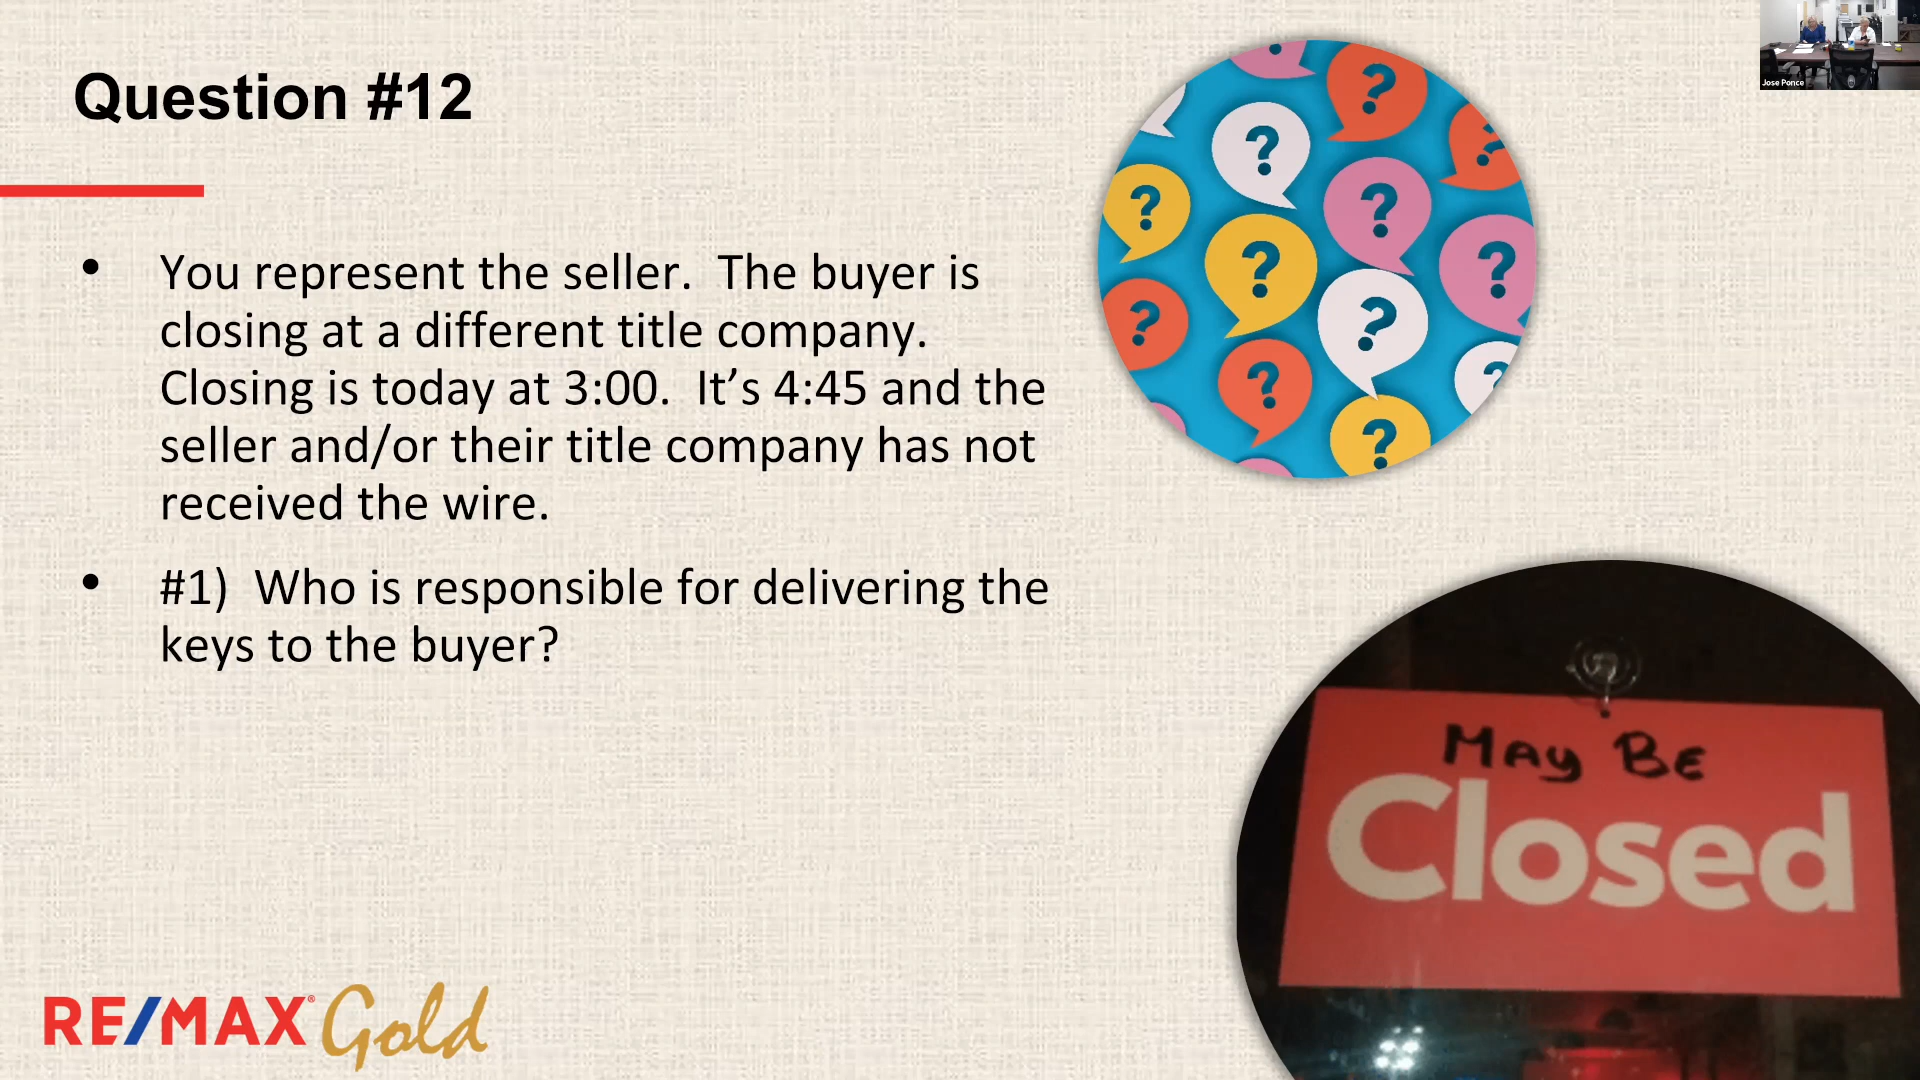 Question #12
Jose Ponce
• You represent the seller. The buyer is
closing at a different title company.
Closing is today at 3:00. It’s 4:45 and the
seller and/or their title company has not
received the wire.
• #1) Who is responsible for delivering the
keys to the buyer?
? ? ? ? ? ? ? ? ? ? ? ? ?
May Be
Closed
RE/MAX® Gold